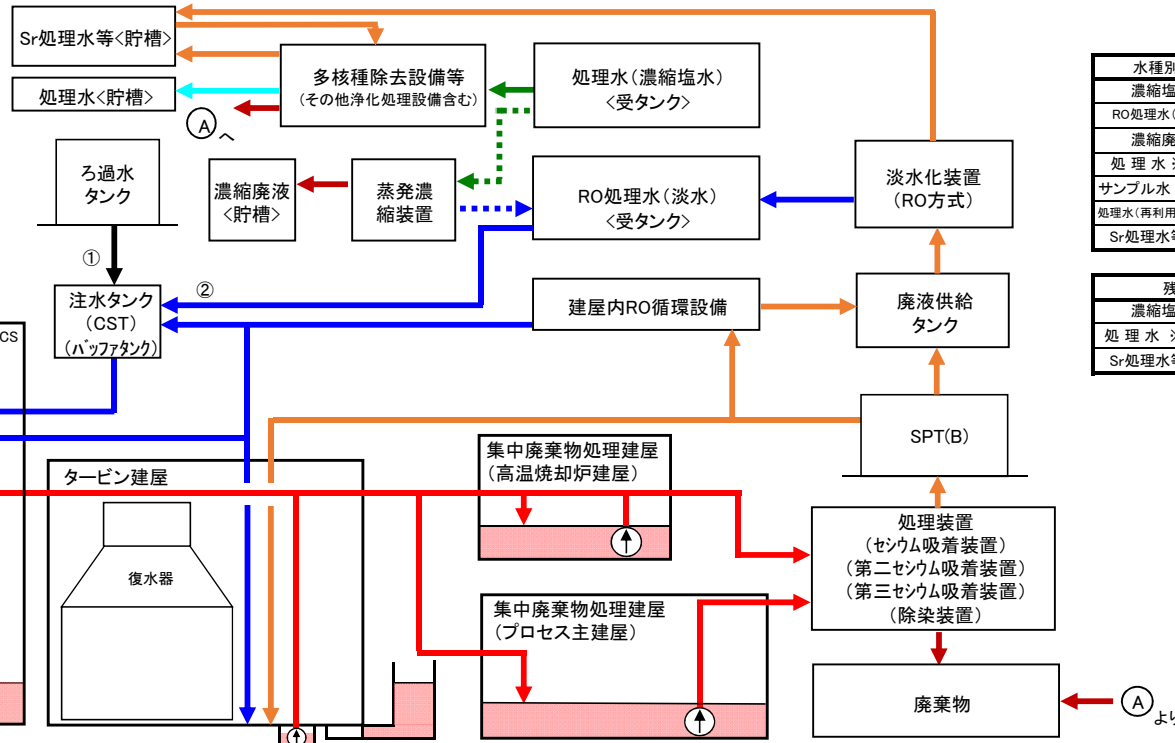 Sr処理水等<貯槽>
処理水<貯槽>
多核種除去設備等
(その他浄化処理設備含む)
Ⓐへ
処理水(濃縮塩水)
<受タンク>
ろ過水
タンク
濃縮廃液
<貯槽>
蒸発濃
縮装置
RO処理水(淡水)
<受タンク>
淡水化装置
(RO方式)
①
②
注水タンク
(CST)
(バッファタンク)
建屋内RO循環設備
廃液供給
タンク
CS
SPT(B)
タービン建屋
復水器
集中廃棄物処理建屋
(高温焼却炉建屋)
集中廃棄物処理建屋
(プロセス主建屋)
処理装置
(セシウム吸着装置)
(第二セシウム吸着装置)
(第三セシウム吸着装置)
(除染装置)
廃棄物
Ⓐより
水種別
濃縮塩
RO処理水(
濃縮廃
処理水
サンプル水
処理水(再利用
Sr処理水等
残
濃縮塩
処理水
Sr処理水等